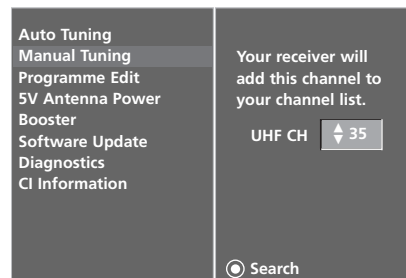 Auto Tuning
Manual Tuning
Programme Edit
5V Antenna Power
Booster
Software Update
Diagnostics
CI Information
Your receiver will
add this channel to
your channel list.
UHF CH 35
Search